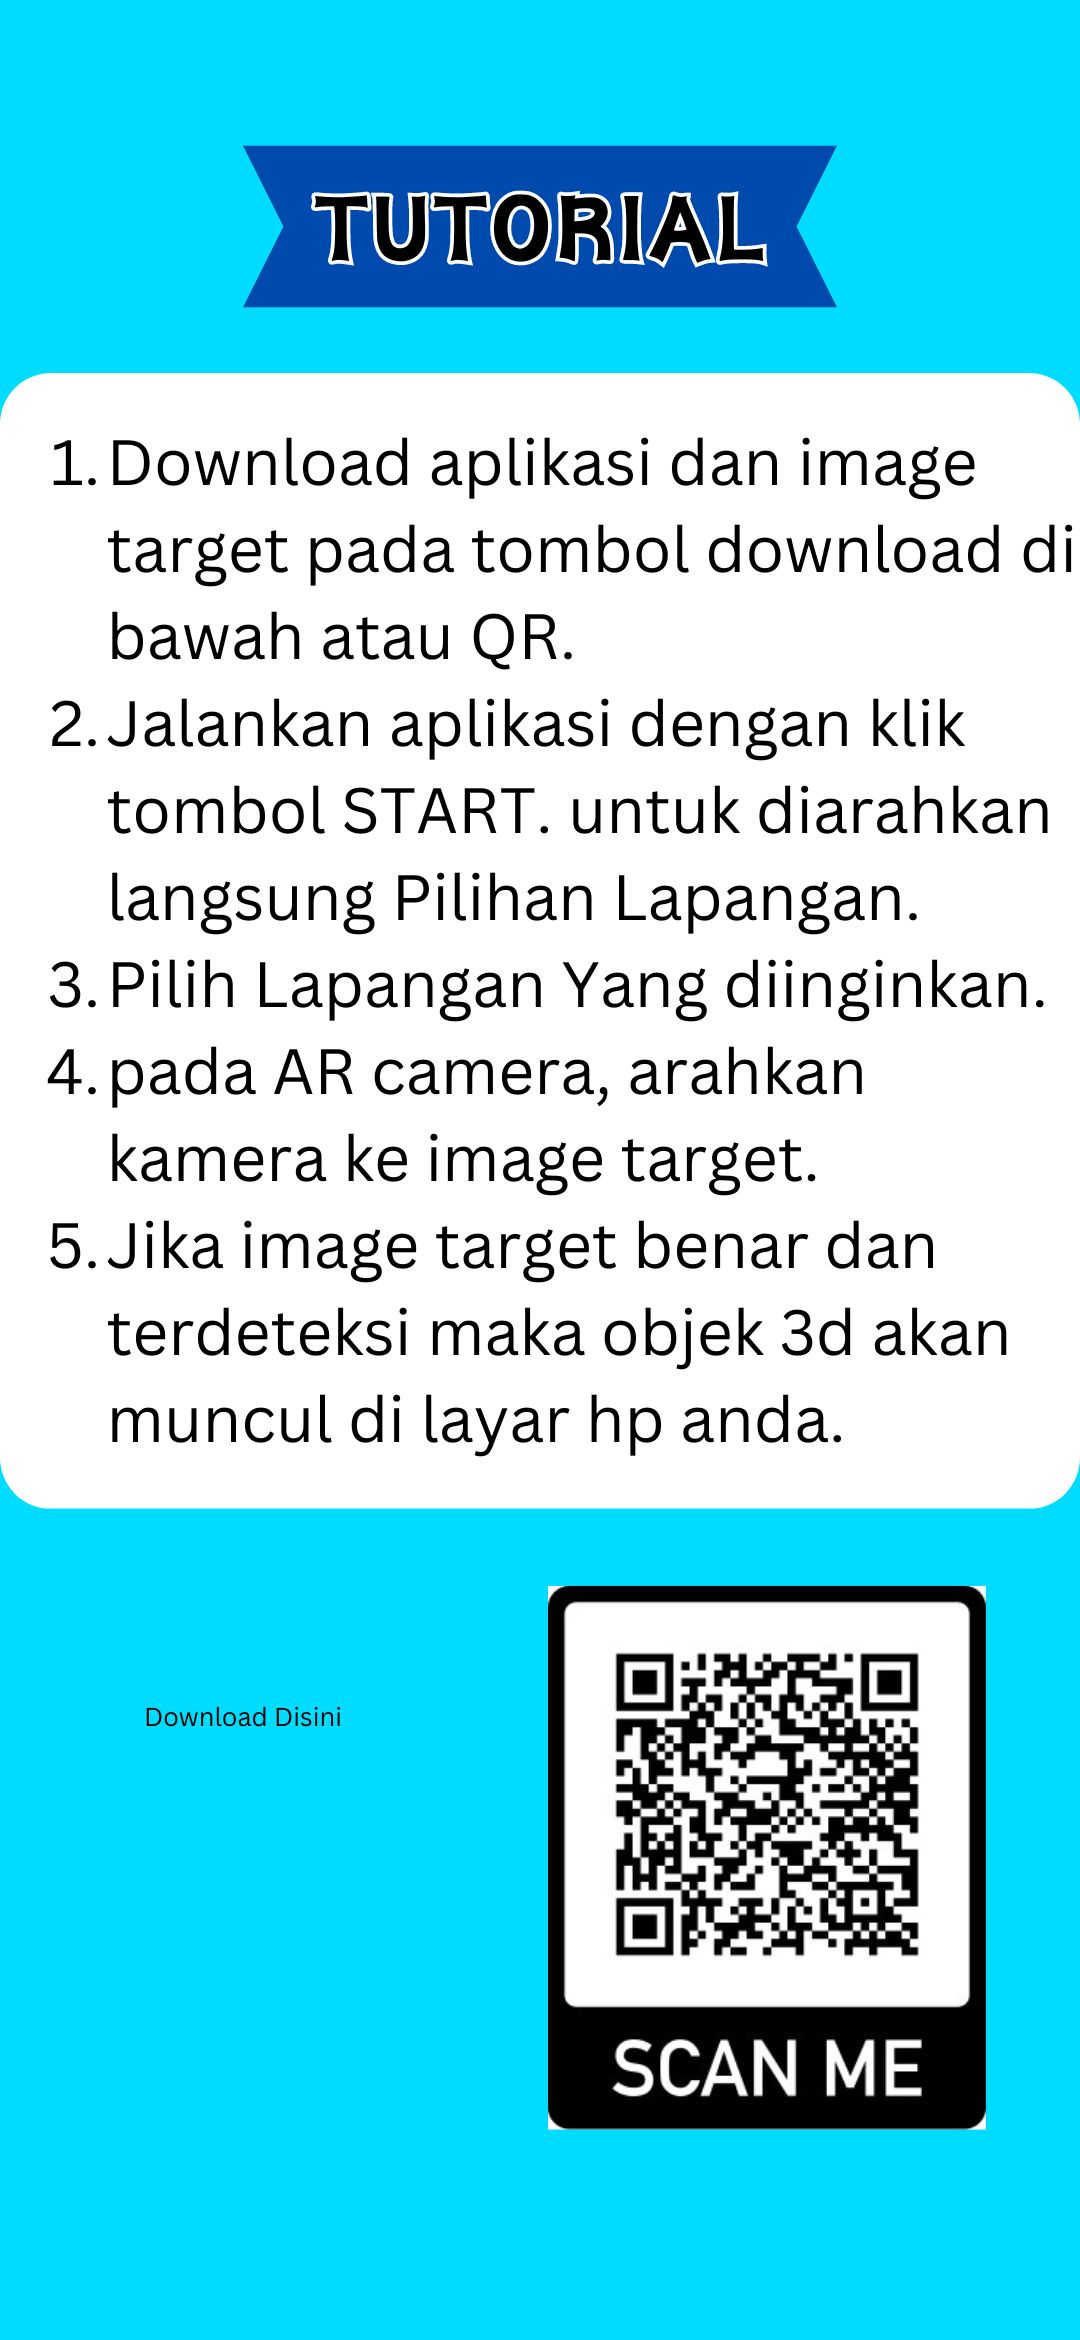 TUTORIAL
1. Download aplikasi dan image
target pada tombol download di
bawah atau QR.
2. Jalankan aplikasi dengan klik
tombol START. untuk diarahkan
langsung Pilihan Lapangan.
3. Pilih Lapangan Yang diinginkan.
4. pada AR camera, arahkan
kamera ke image target.
5. Jika image target benar dan
terdeteksi maka objek 3d akan
muncul di layar hp anda.
Download Disini
SCAN ME